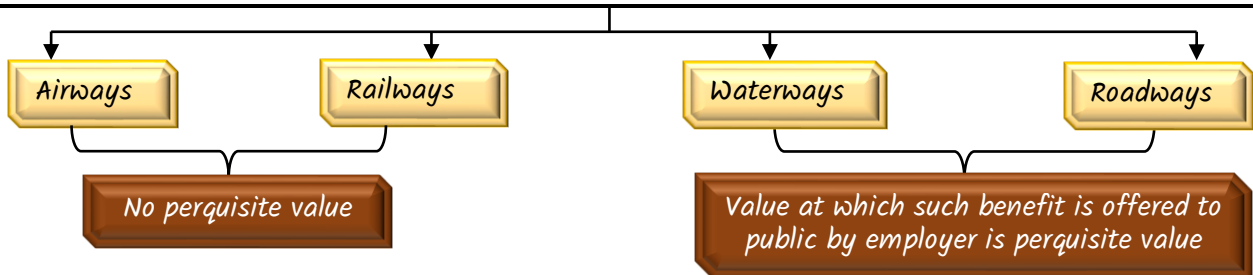 Airways
Railways
Waterways
Roadways
No perquisite value
Value at which such benefit is offered to
public by employer is perquisite value